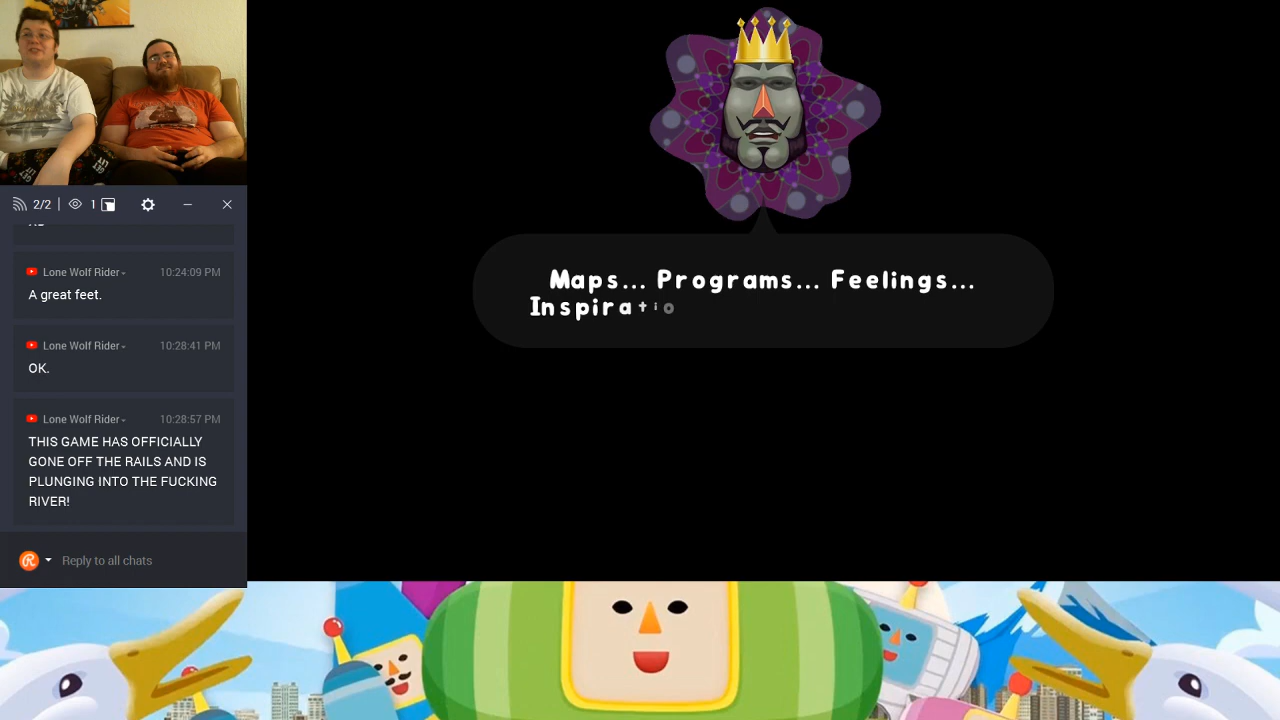 2/2
1
Lone Wolf Rider
10:24:09 PM
A great feet.
Lone Wolf Rider
10:28:41 PM
OK.
Lone Wolf Rider
10:28:57 PM
THIS GAME HAS OFFICIALLY
GONE OFF THE RAILS AND IS
PLUNGING INTO THE FUCKING
RIVER!
Reply to all chats
Maps... Programs... Feelings...
Inspiratio